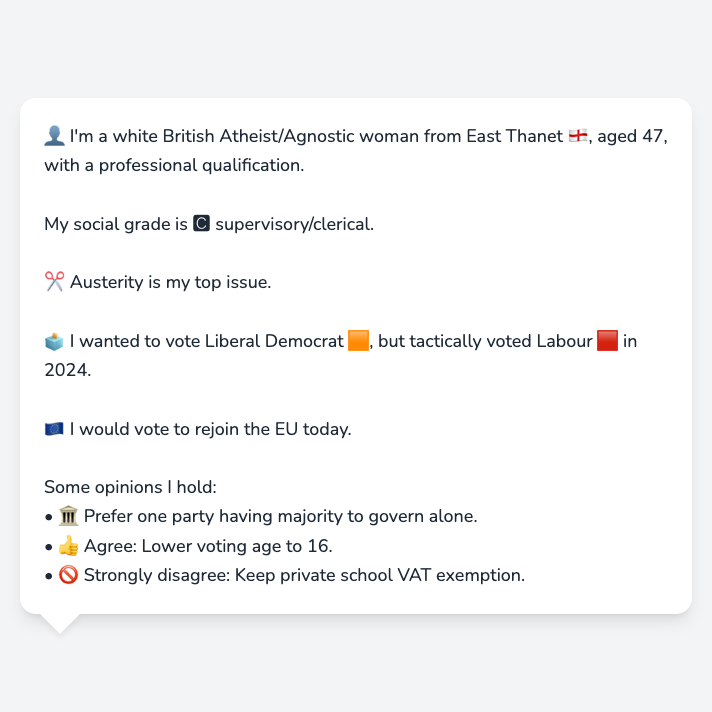 👤 I'm a white British Atheist/Agnostic woman from East Thanet 🏴󠁧󠁢󠁥󠁮󠁧󠁿, aged 47,
with a professional qualification.
My social grade is 🅲 supervisory/clerical.
✂️ Austerity is my top issue.
🗳️ I wanted to vote Liberal Democrat 🟧, but tactically voted Labour 🟥 in
2024.
🇪🇺 I would vote to rejoin the EU today.
Some opinions I hold:
• 🏛️ Prefer one party having majority to govern alone.
• 👍 Agree: Lower voting age to 16.
• 🚫 Strongly disagree: Keep private school VAT exemption.